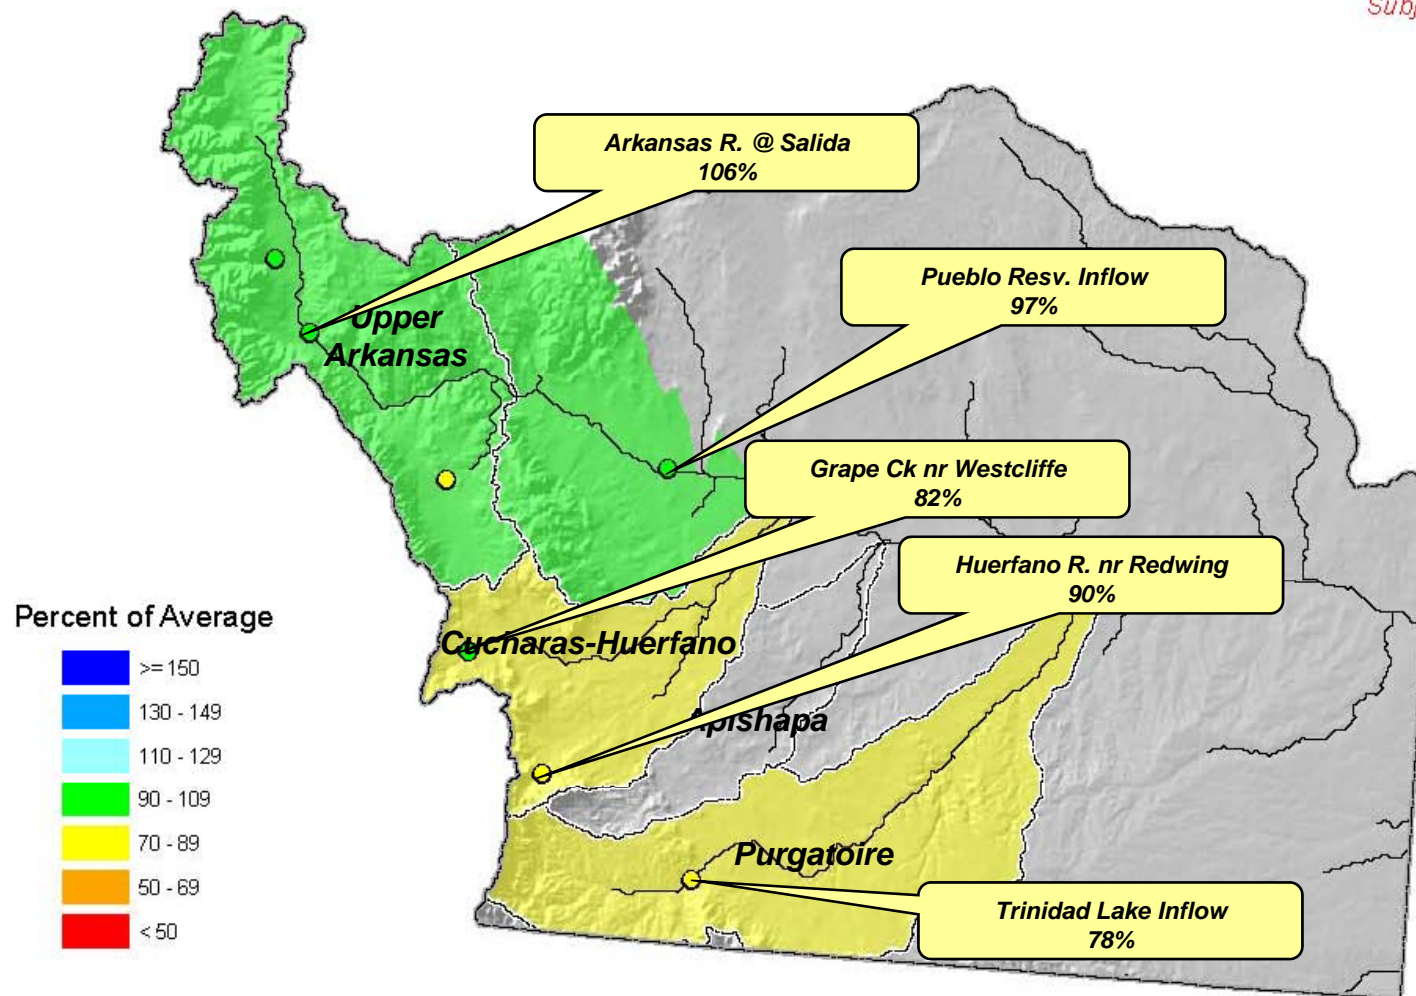 Subj
Arkansas R. @ Salida
106%
Pueblo Resv. Inflow
97%
Upper
Arkansas
Grape Ck nr Westcliffe
82%
Huerfano R. nr Redwing
90%
Percent of Average
Cucharas-Huerfano
>= 150
130 - 149
Apishapa
110 - 129
90 - 109
70 - 89
Purgatoire
50 - 69
Trinidad Lake Inflow
78%
< 50